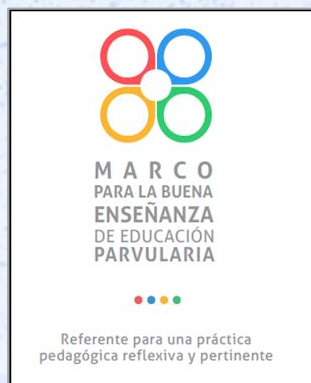 MARCO
PARA LA BUENA
ENSEÑANZA
DE EDUCACIÓN
PARVULARIA
Referente para una práctica
pedagógica reflexiva y pertinente